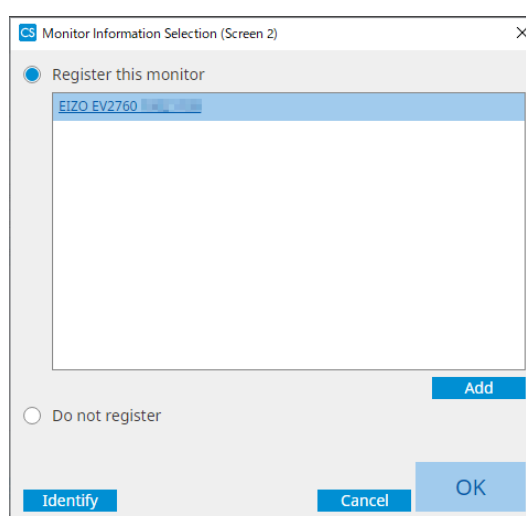 CS Monitor Information Selection (Screen 2)
Register this monitor
EIZO EV2760
Add
Do not register
Identify
Cancel
OK